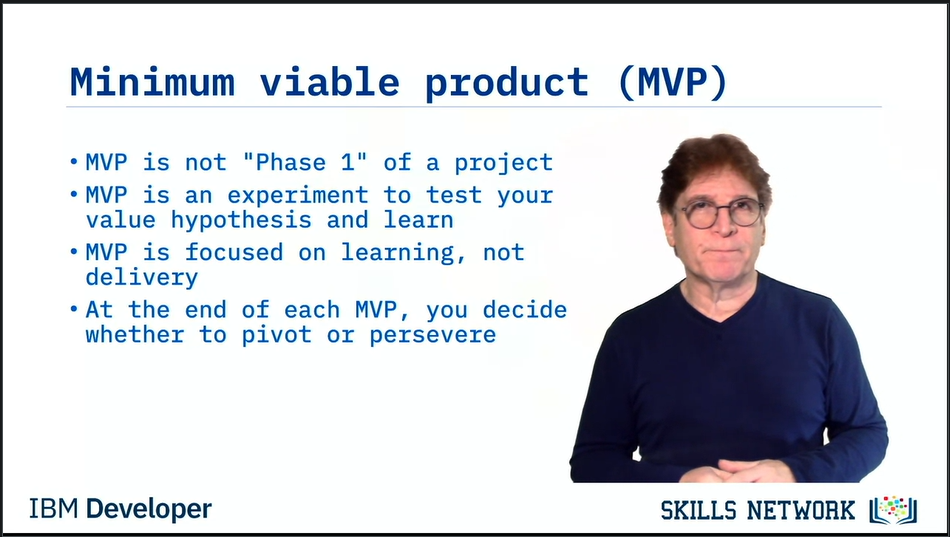 Minimum viable product (MVP)
• MVP is not "Phase 1" of a project
• MVP is an experiment to test your
value hypothesis and learn
• MVP is focused on learning, not
delivery
• At the end of each MVP, you decide
whether to pivot or persevere
IBM Developer
SKILLS NETWORK